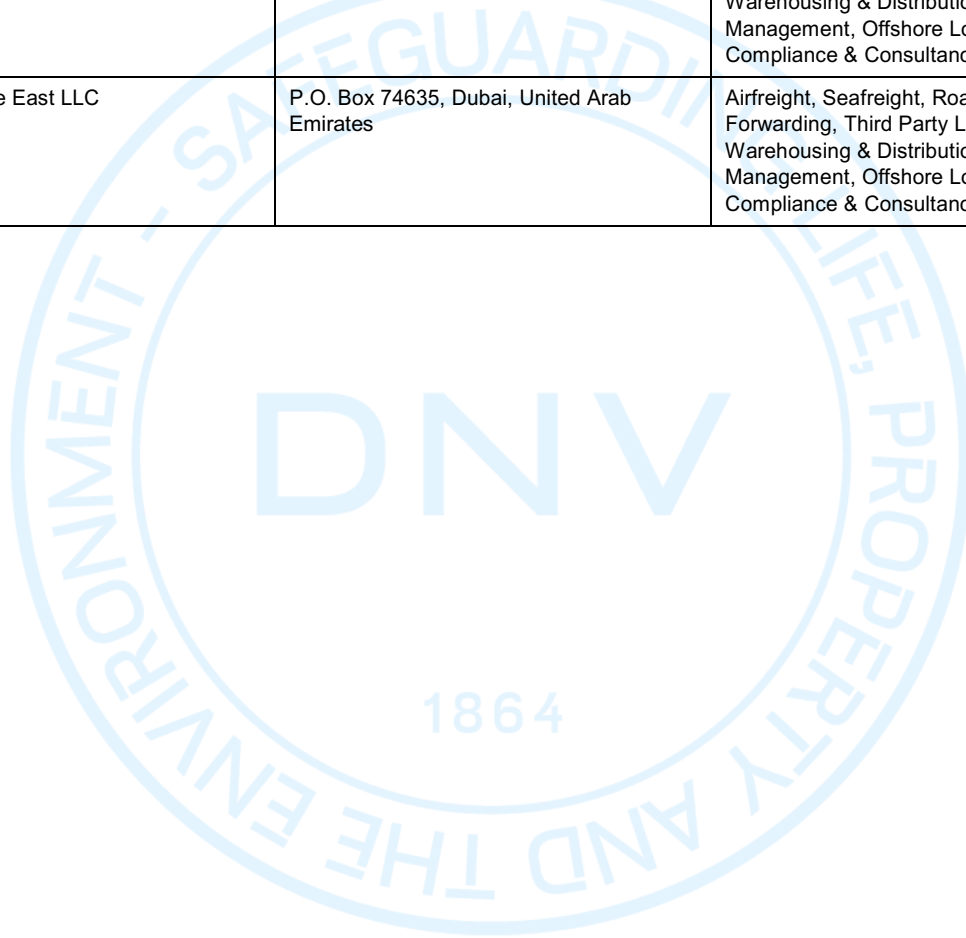 Warehousing & Distributio
Management, Offshore Lo
Compliance & Consultanc
e East LLC
P.O. Box 74635, Dubai, United Arab
Emirates
Airfreight, Seafreight, Roa
Forwarding, Third Party L
Warehousing & Distributio
Management, Offshore Lo
Compliance & Consultanc
SAFEGUARDING LIFE, PROPERTY AND THE ENVIRONMENT -
DNV
1864